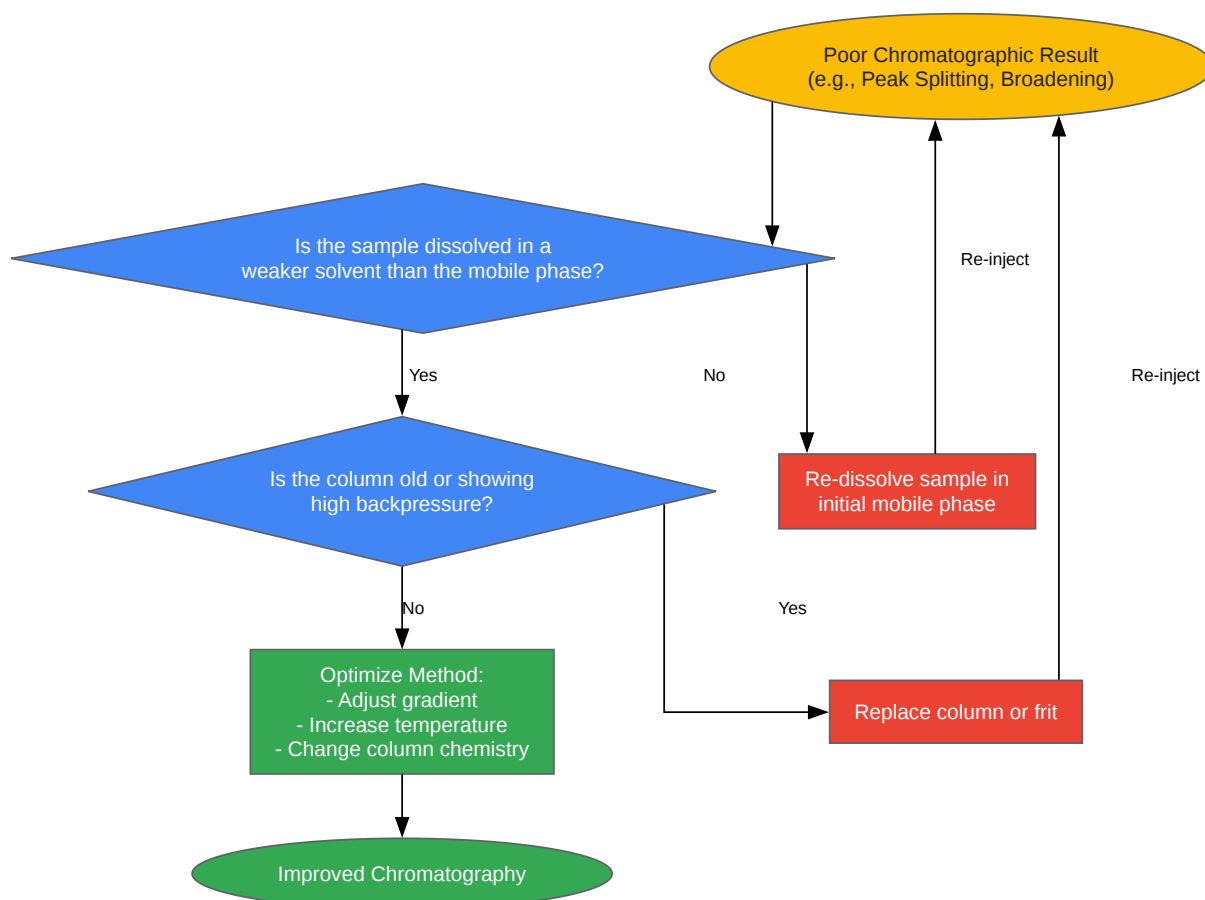 Poor Chromatographic Result
(e.g., Peak Splitting, Broadening)
Is the sample dissolved in a
weaker solvent than the mobile phase?
Re-inject
Yes
No
Re-inject
Is the column old or showing
high backpressure?
Re-dissolve sample in
initial mobile phase
No
Yes
Optimize Method:
- Adjust gradient
- Increase temperature
- Change column chemistry
Replace column or frit
Improved Chromatography